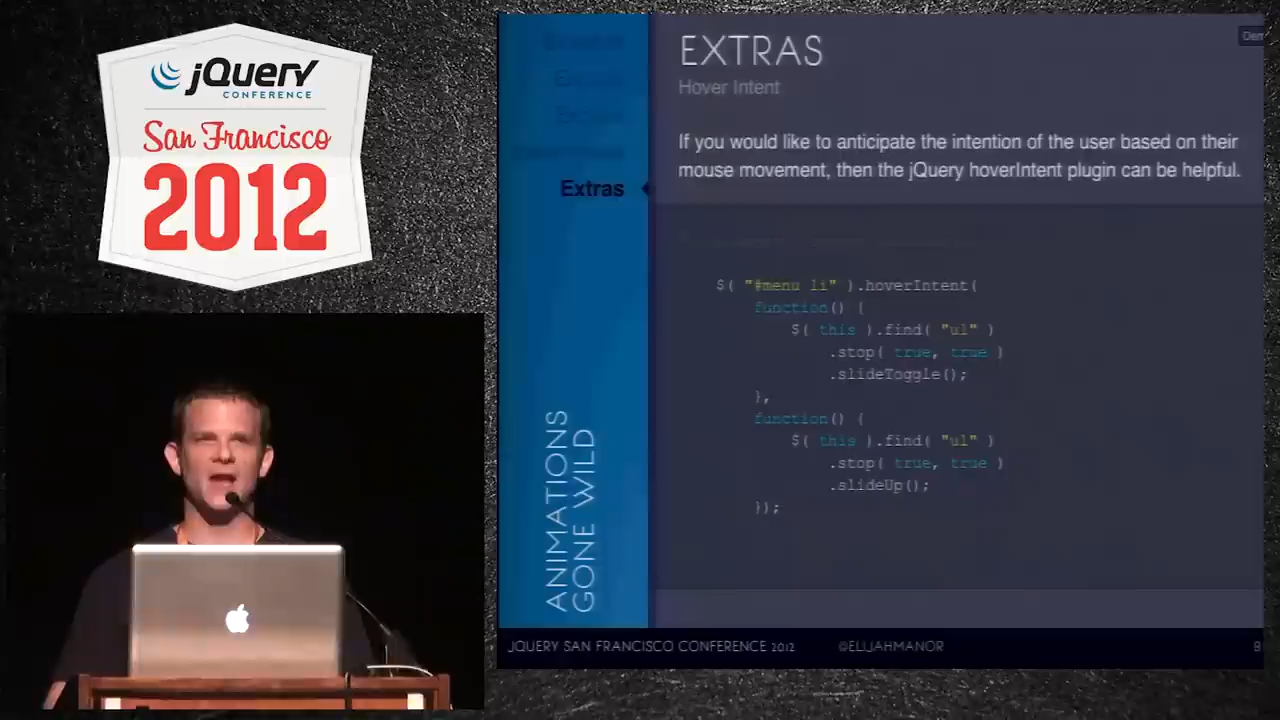 jQuery
CONFERENCE
San Francisco
2012
Extras
ANIMATIONS
GONE WILD
EXTRAS
Hover Intent
If you would like to anticipate the intention of the user based on their
mouse movement, then the jQuery hoverIntent plugin can be helpful.
$( "#menu li" ).hoverIntent(
function() {
$( this ).find( "ul" )
.stop( true, true )
.slideToggle();
},
function() {
$( this ).find( "ul" )
.stop( true, true )
.slideUp();
});
JQUERY SAN FRANCISCO CONFERENCE 2012
@ELIJAHMANOR